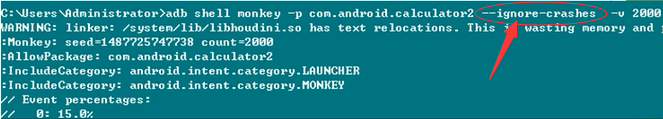 C:\Users\Administrator>adb shell monkey -p com.android.calculator2 --ignore-crashes -v 2000
WARNING: linker: /system/lib/libhoudini.so has text relocations. This is wasting memory and
:Monkey: seed=1487725747738 count=2000
:AllowPackage: com.android.calculator2
:IncludeCategory: android.intent.category.LAUNCHER
:IncludeCategory: android.intent.category.MONKEY
// Event percentages:
//   0: 15.0%